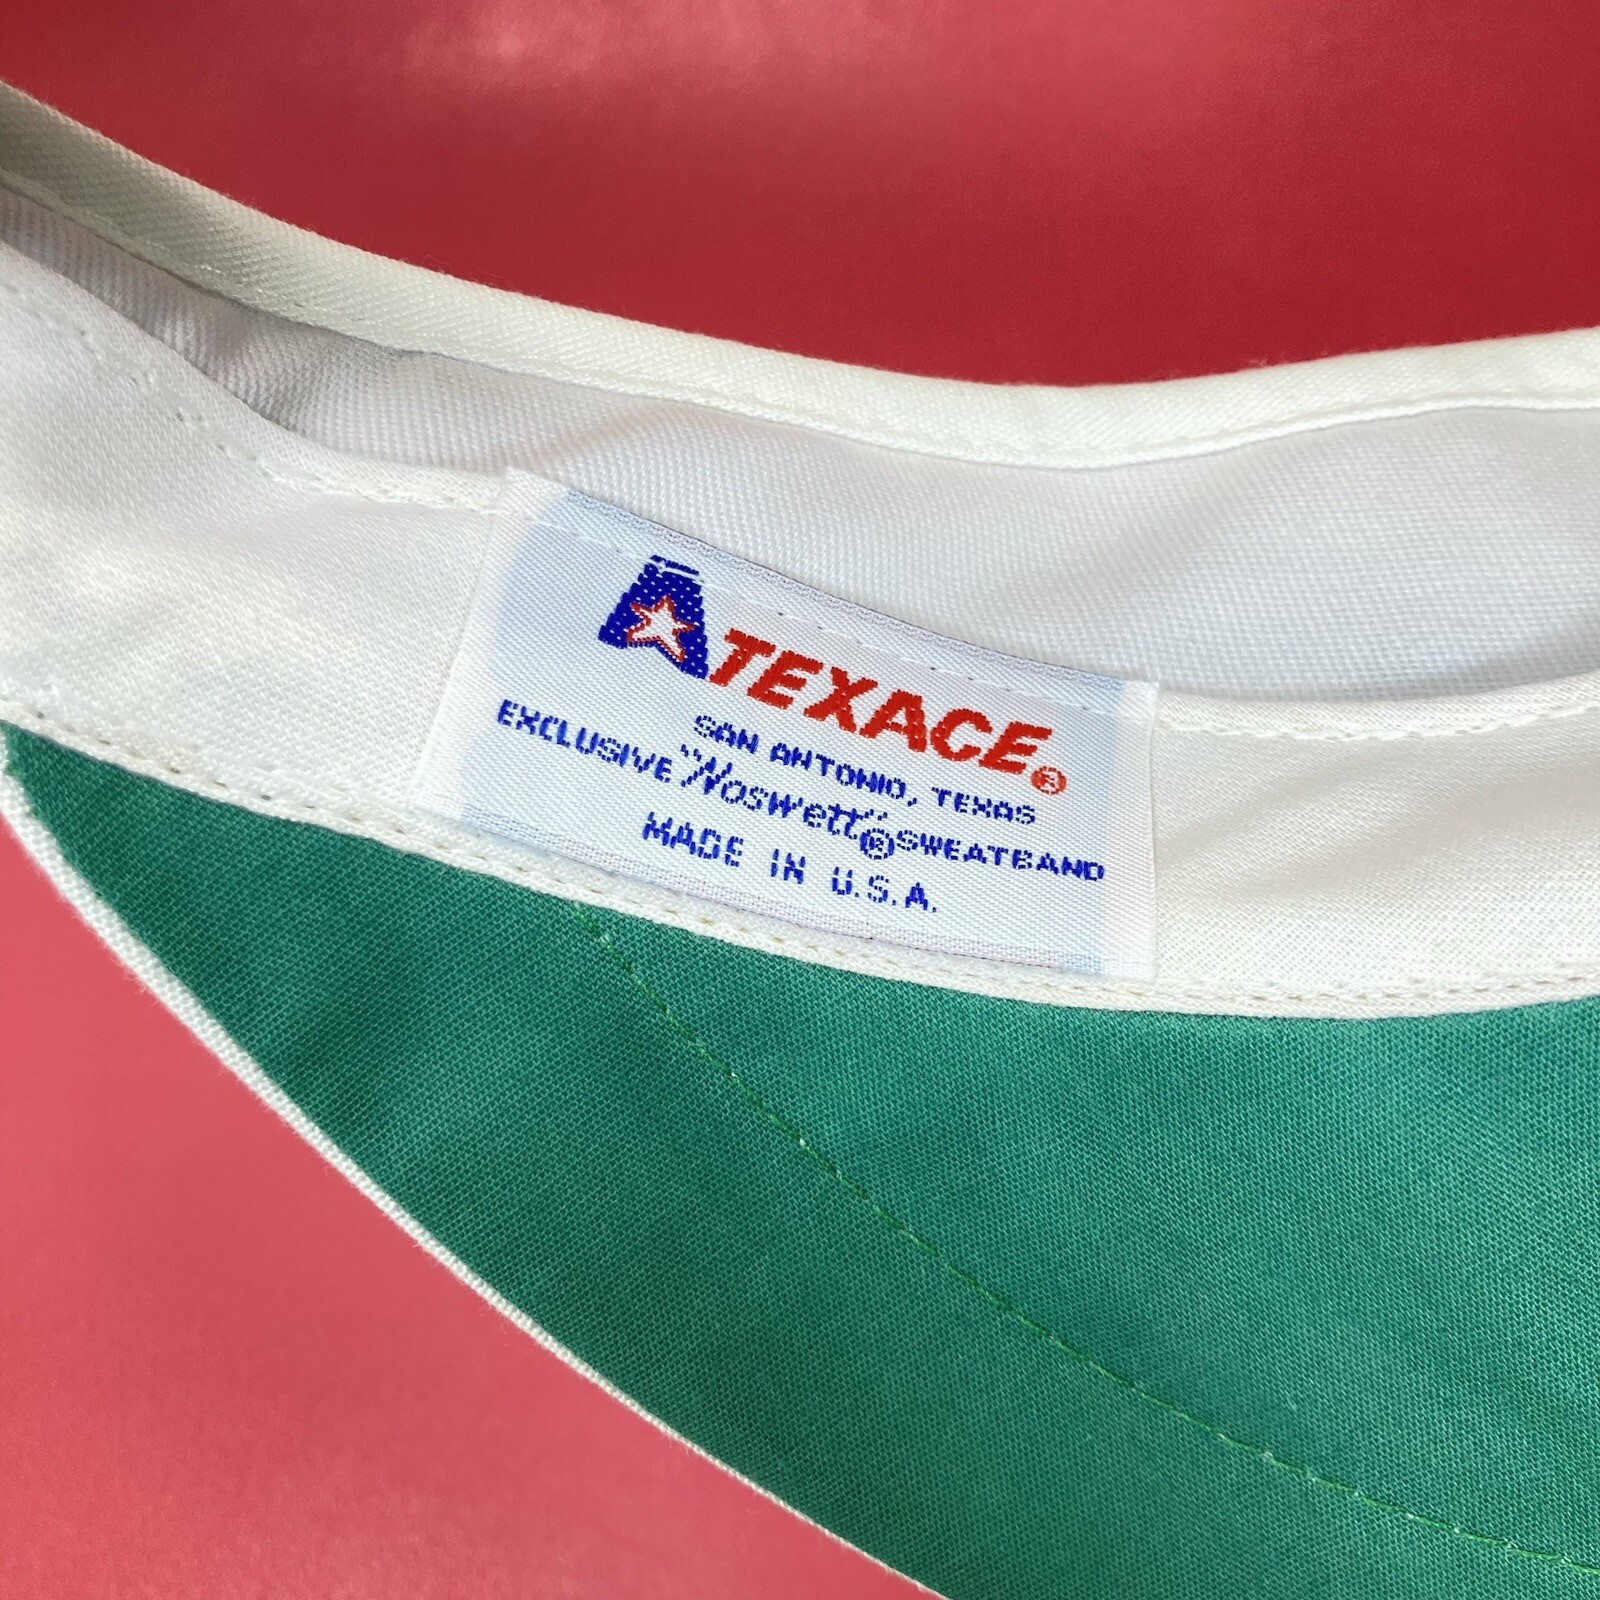 TEXACE®
SAN ANTONIO, TEXAS
EXCLUSIVE "Noswett"® SWEATBAND
MADE IN U.S.A.